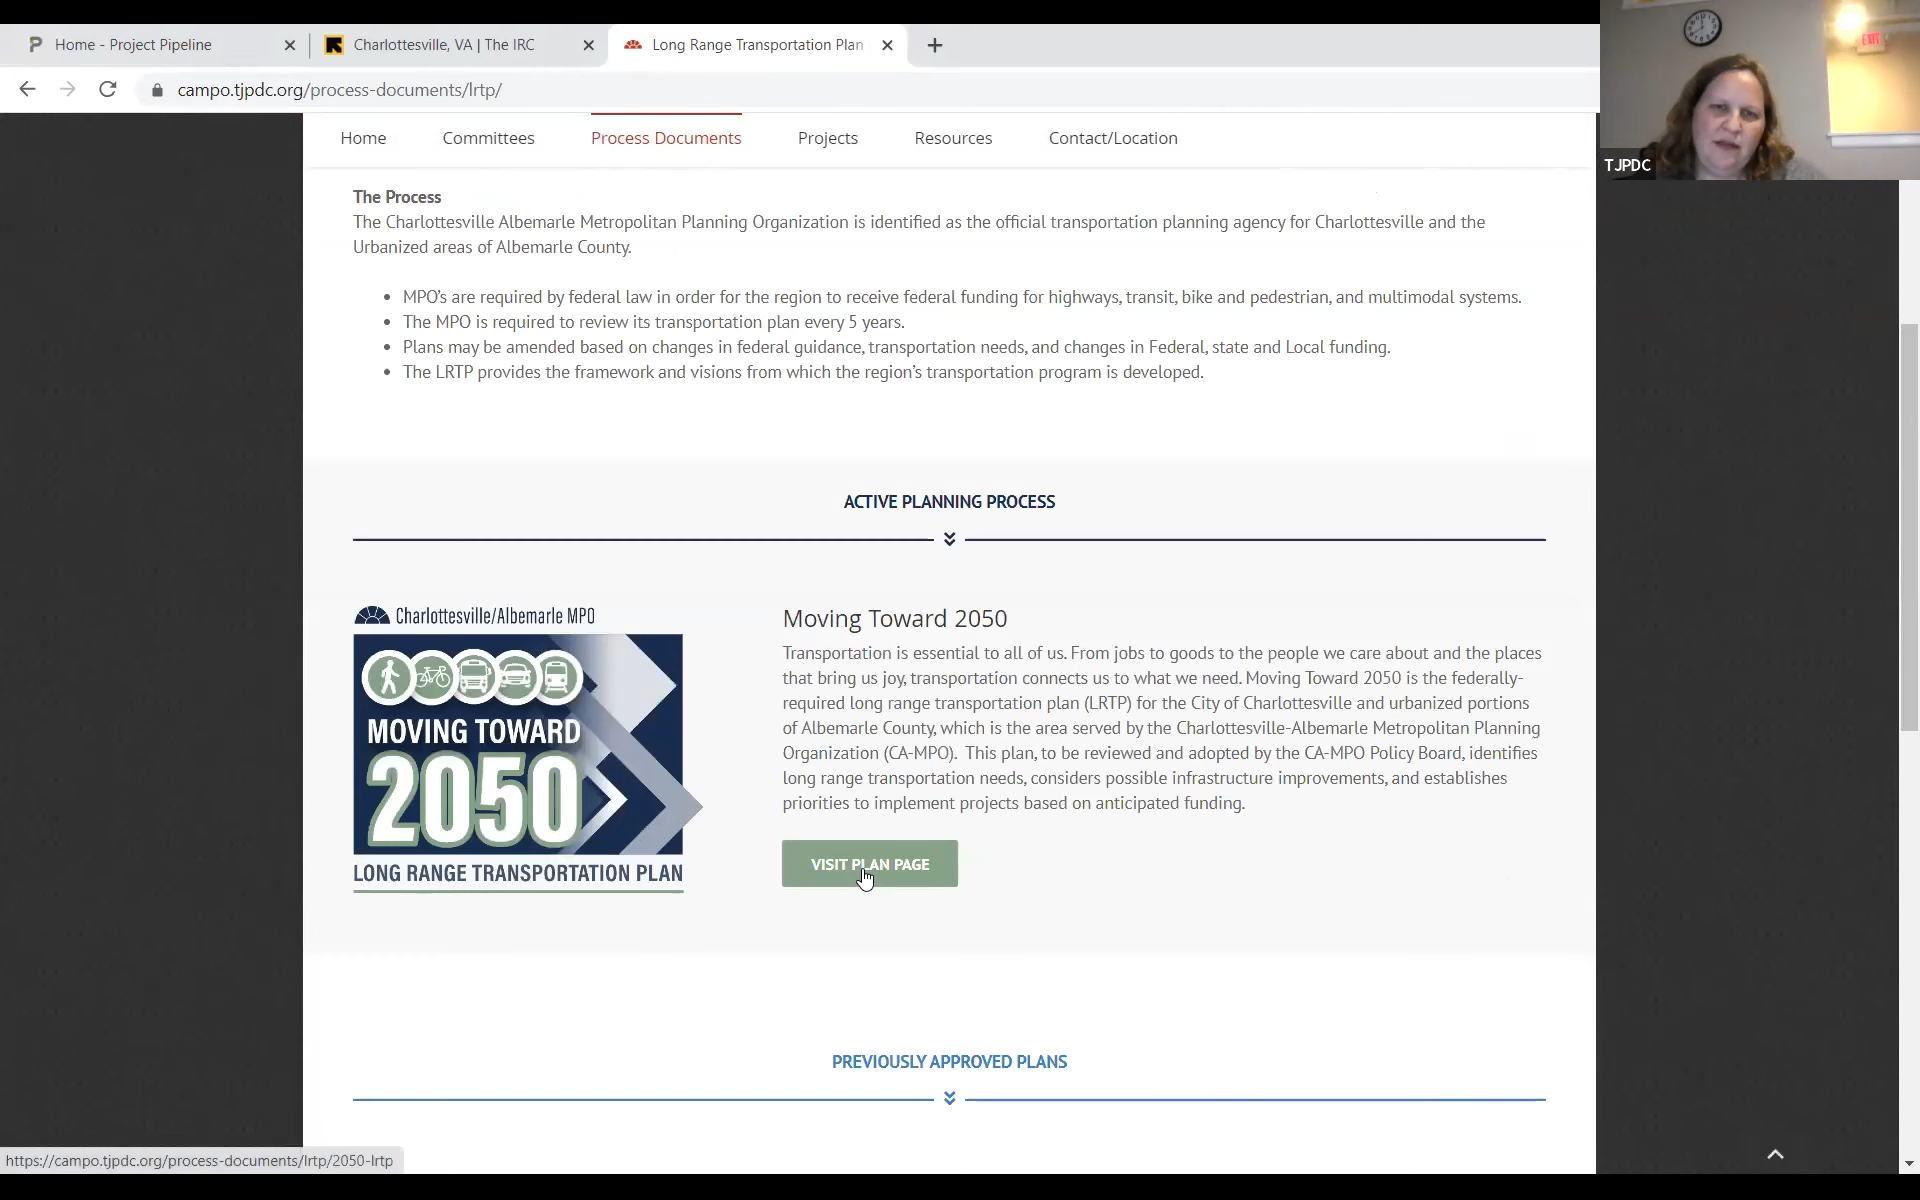 Home - Project Pipeline
Charlottesville, VA | The IRC
Long Range Transportation Plan
campo.tjpdc.org/process-documents/lrtp/
EXIT
TJPDC
Home
Committees
Process Documents
Projects
Resources
Contact/Location
The Process
The Charlottesville Albemarle Metropolitan Planning Organization is identified as the official transportation planning agency for Charlottesville and the
Urbanized areas of Albemarle County.
• MPO's are required by federal law in order for the region to receive federal funding for highways, transit, bike and pedestrian, and multimodal systems.
• The MPO is required to review its transportation plan every 5 years.
• Plans may be amended based on changes in federal guidance, transportation needs, and changes in Federal, state and Local funding.
• The LRTP provides the framework and visions from which the region's transportation program is developed.
ACTIVE PLANNING PROCESS
Charlottesville/Albemarle MPO
MOVING TOWARD
2050
LONG RANGE TRANSPORTATION PLAN
Moving Toward 2050
Transportation is essential to all of us. From jobs to goods to the people we care about and the places
that bring us joy, transportation connects us to what we need. Moving Toward 2050 is the federally-
required long range transportation plan (LRTP) for the City of Charlottesville and urbanized portions
of Albemarle County, which is the area served by the Charlottesville-Albemarle Metropolitan Planning
Organization (CA-MPO). This plan, to be reviewed and adopted by the CA-MPO Policy Board, identifies
long range transportation needs, considers possible infrastructure improvements, and establishes
priorities to implement projects based on anticipated funding.
VISIT PLAN PAGE
PREVIOUSLY APPROVED PLANS
https://campo.tjpdc.org/process-documents/lrtp/2050-lrtp